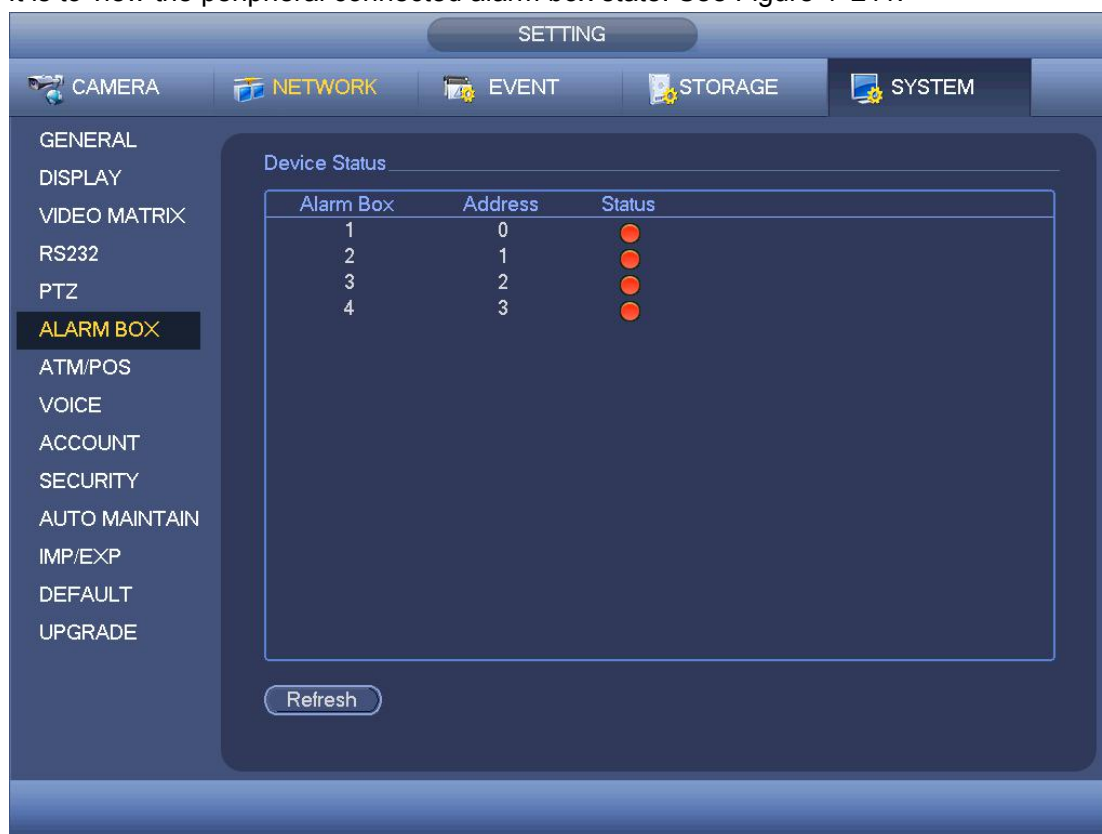 SETTING
CAMERA NETWORK EVENT STORAGE SYSTEM
GENERAL
DISPLAY
VIDEO MATRIX
RS232
PTZ
ALARM BOX
ATM/POS
VOICE
ACCOUNT
SECURITY
AUTO MAINTAIN
IMP/EXP
DEFAULT
UPGRADE
Device Status
Alarm Box Address Status
1 0
2 1
3 2
4 3
Refresh